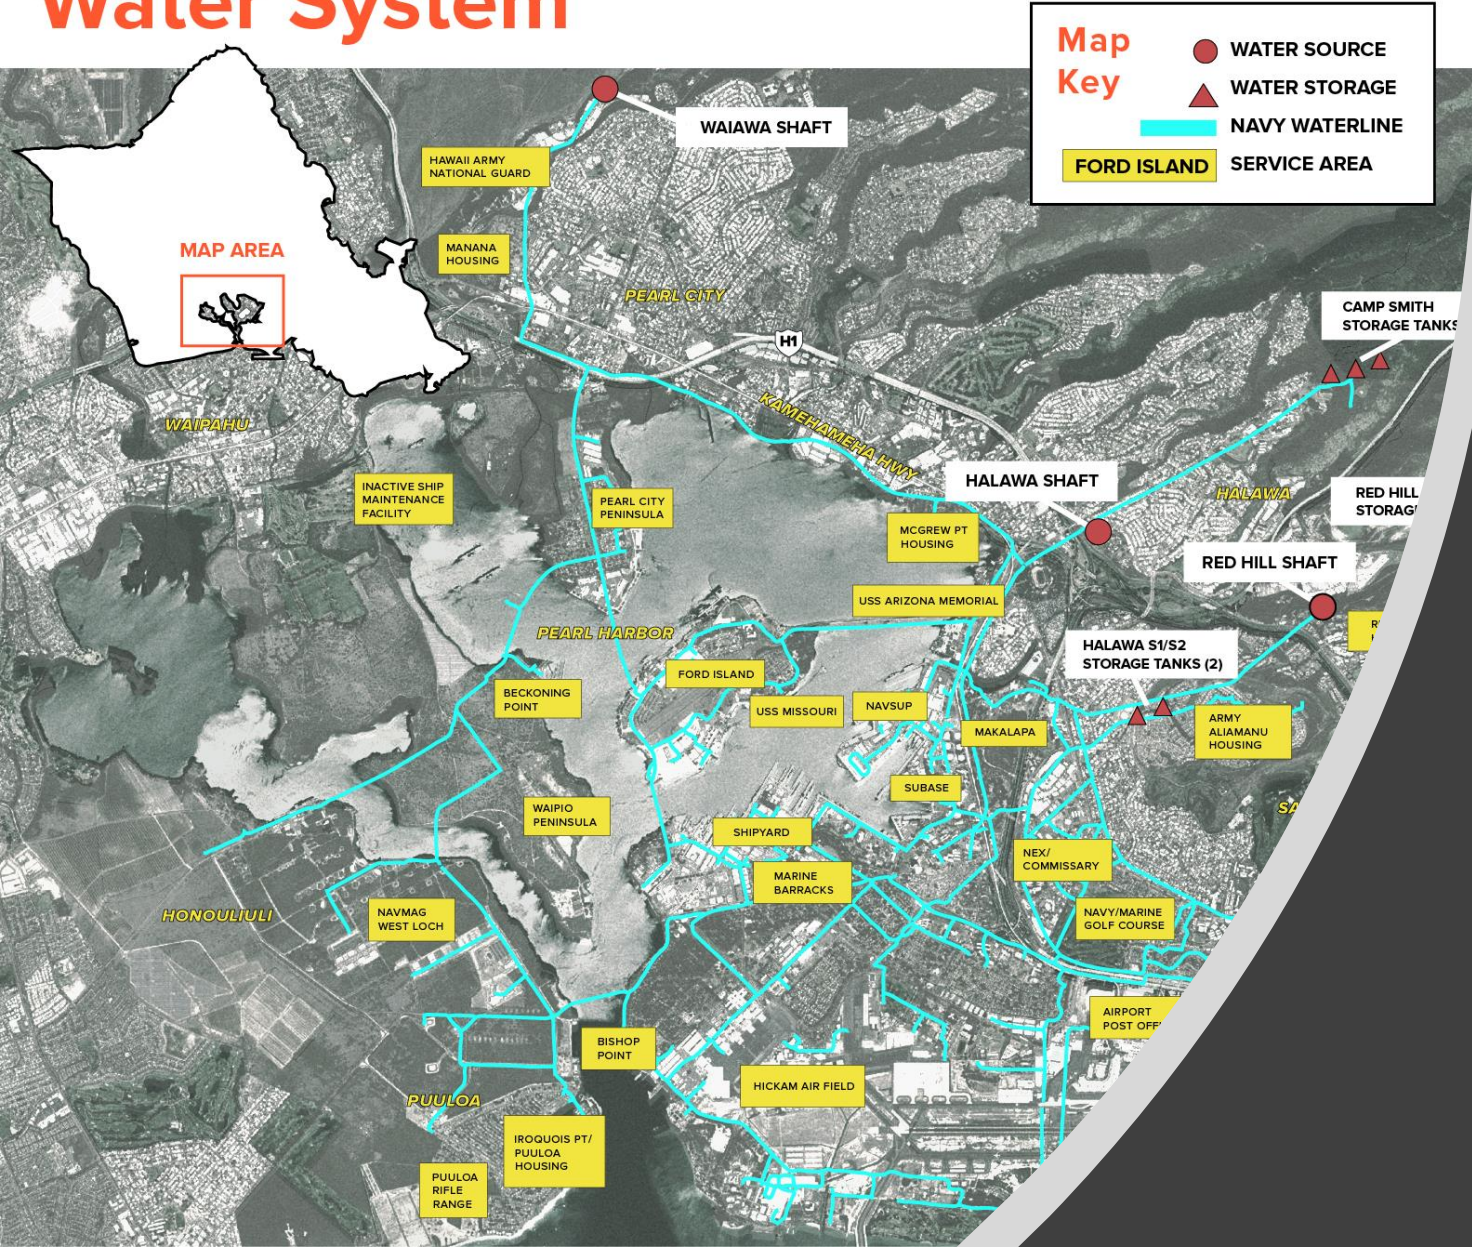 Water System
Map
Key
WATER SOURCE
WATER STORAGE
NAVY WATERLINE
FORD ISLAND
SERVICE AREA
WAIAWA SHAFT
HAWAII ARMY
NATIONAL GUARD
MAP AREA
MANANA
HOUSING
PEARL CITY
H1
CAMP SMITH
STORAGE TANKS
WAIPAHU
KAMEHAMEHA HWY
HALAWA SHAFT
HALAWA
RED HILL
INACTIVE SHIP
MAINTENANCE
FACILITY
PEARL CITY
PENINSULA
MCGREW PT
HOUSING
RED HILL SHAFT
USS ARIZONA MEMORIAL
PEARL HARBOR
HALAWA S1/S2
STORAGE TANKS (2)
FORD ISLAND
BECKONING
POINT
USS MISSOURI
NAVSUP
MAKALAPA
ARMY
ALIAMANU
HOUSING
SUBASE
WAIPIO
PENINSULA
SHIPYARD
NEX/
COMMISSARY
MARINE
BARRACKS
HONOULIULI
NAVMAG
WEST LOCH
NAVY/MARINE
GOLF COURSE
AIRPORT
POST
BISHOP
POINT
HICKAM AIR FIELD
PUULOA
IROQUOIS PT/
PUULOA
HOUSING
PUULOA
RIFLE
RANGE